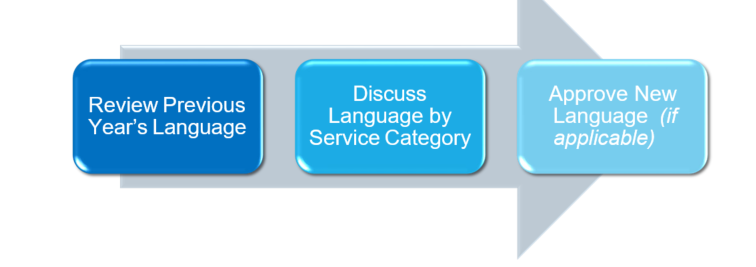 Review Previous
Year's Language
Discuss
Language by
Service Category
Approve New
Language (if
applicable)